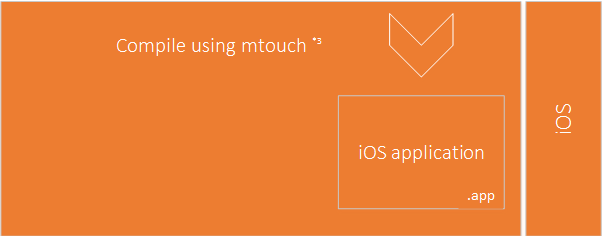 Compile using mtouch *3
iOS application
.app
iOS